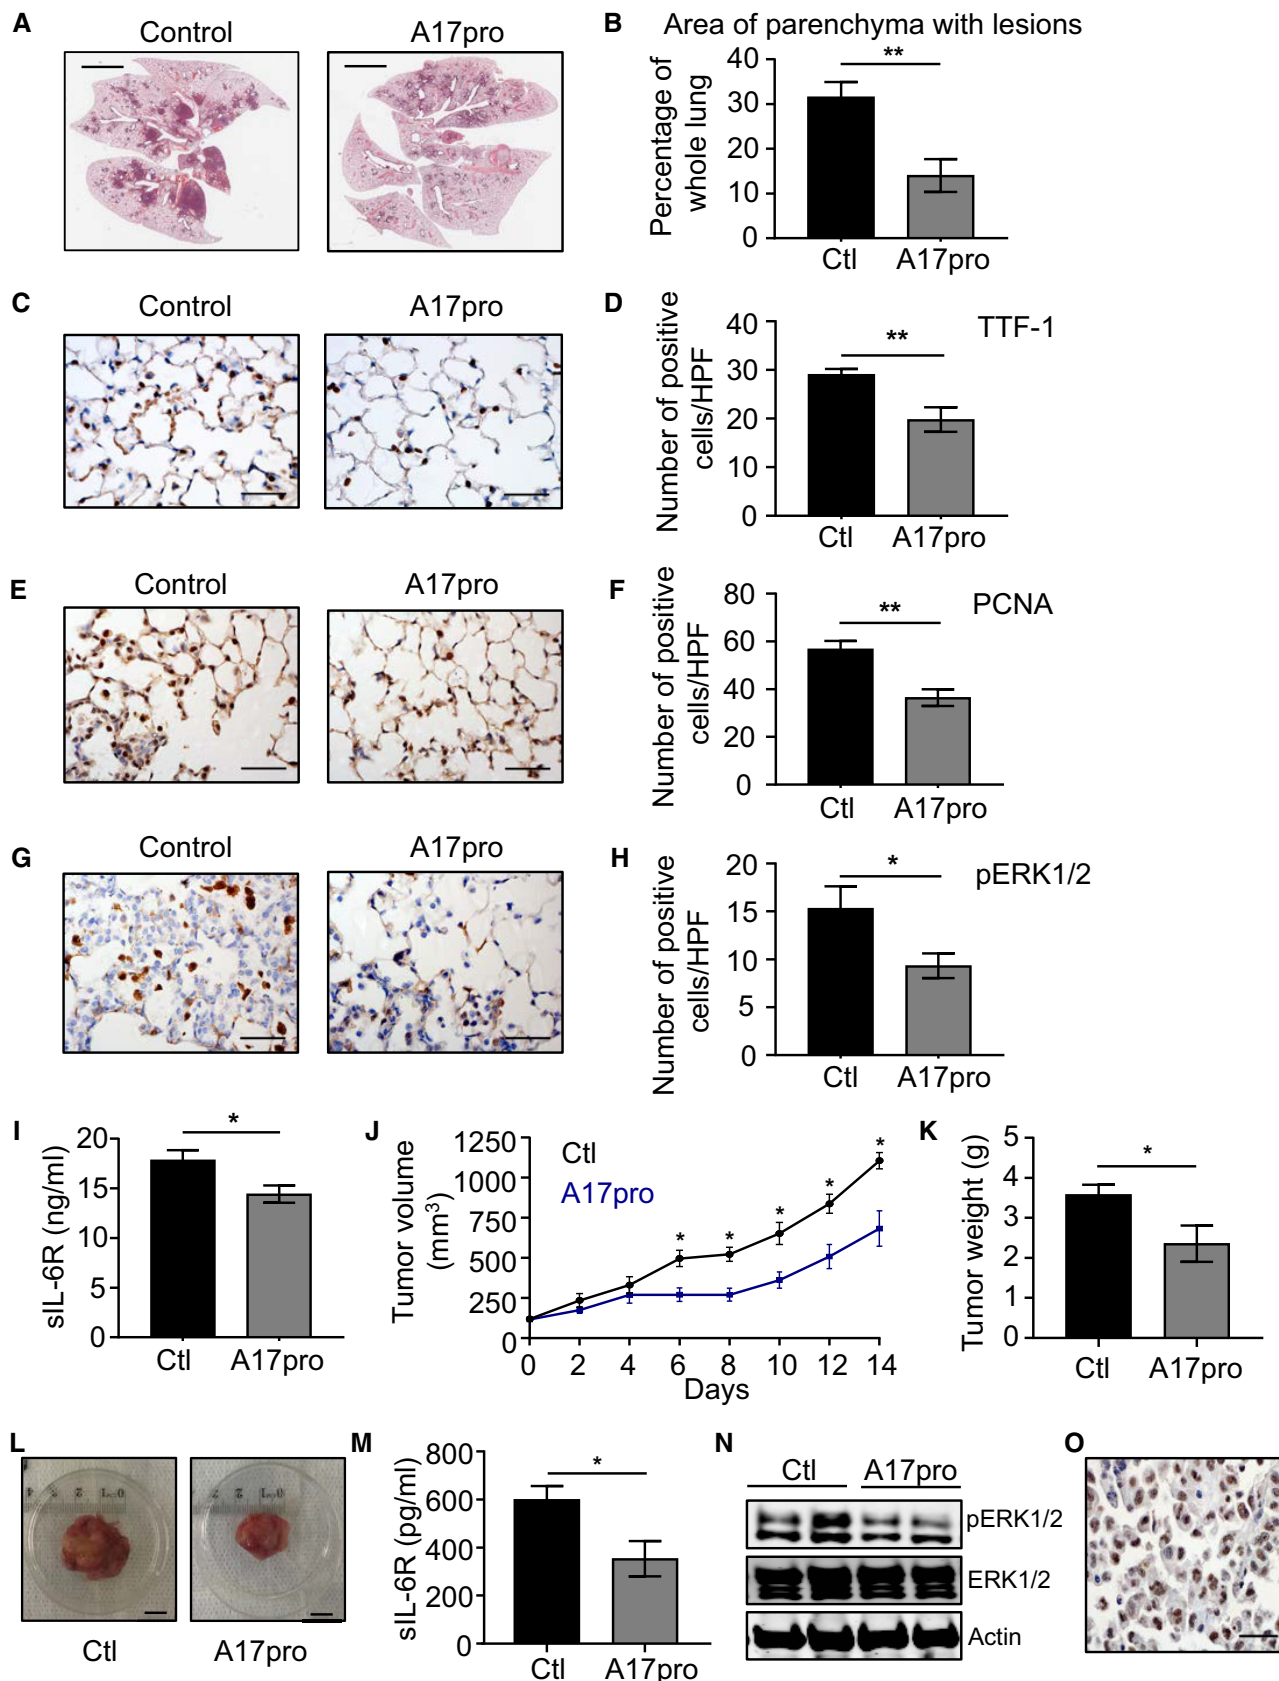 A
Control
A17pro
B
Area of parenchyma with lesions
Percentage of
whole lung
40
30
20
10
0
**
Ctl
A17pro
C
Control
A17pro
D
TTF-1
Number of positive
cells/HPF
40
30
20
10
0
**
Ctl
A17pro
E
Control
A17pro
F
PCNA
Number of positive
cells/HPF
80
60
40
20
0
**
Ctl
A17pro
G
Control
A17pro
H
pERK1/2
Number of positive
cells/HPF
20
15
10
5
0
*
Ctl
A17pro
I
sIL-6R (ng/ml)
20
15
10
5
0
*
Ctl
A17pro
J
Tumor volume
(mm³)
1250
1000
750
500
250
0
Ctl
A17pro
* * * * *
0 2 4 6 8 10 12 14
Days
K
Tumor weight (g)
5
4
3
2
1
0
*
Ctl
A17pro
L
Ctl
A17pro
M
sIL-6R (pg/ml)
800
600
400
200
0
*
Ctl
A17pro
N
Ctl
A17pro
pERK1/2
ERK1/2
Actin
O